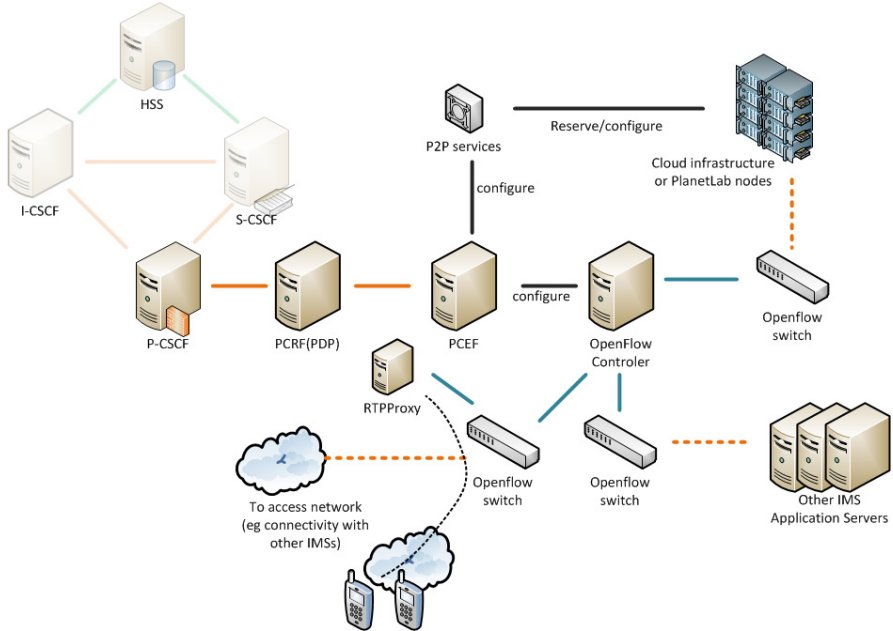 HSS
I-CSCF
S-CSCF
P2P services
Reserve/configure
Cloud infrastructure
or PlanetLab nodes
configure
configure
P-CSCF
PCRF(PDP)
PCEF
OpenFlow
Controler
Openflow
switch
RTPProxy
Openflow
switch
Openflow
switch
Other IMS
Application Servers
To access network
(eg connectivity with
other IMSs)